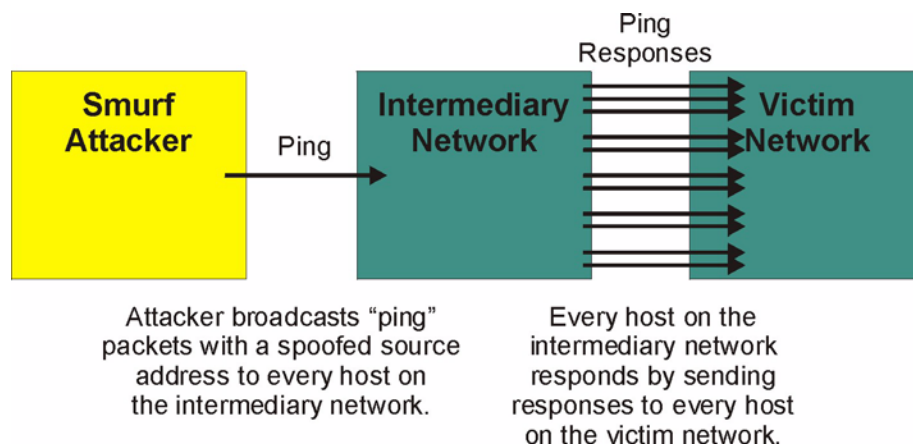 Ping
Responses
Smurf
Attacker
Ping
Intermediary
Network
Victim
Network
Attacker broadcasts “ping”
packets with a spoofed source
address to every host on
the intermediary network.
Every host on the
intermediary network
responds by sending
responses to every host
on the victim network.